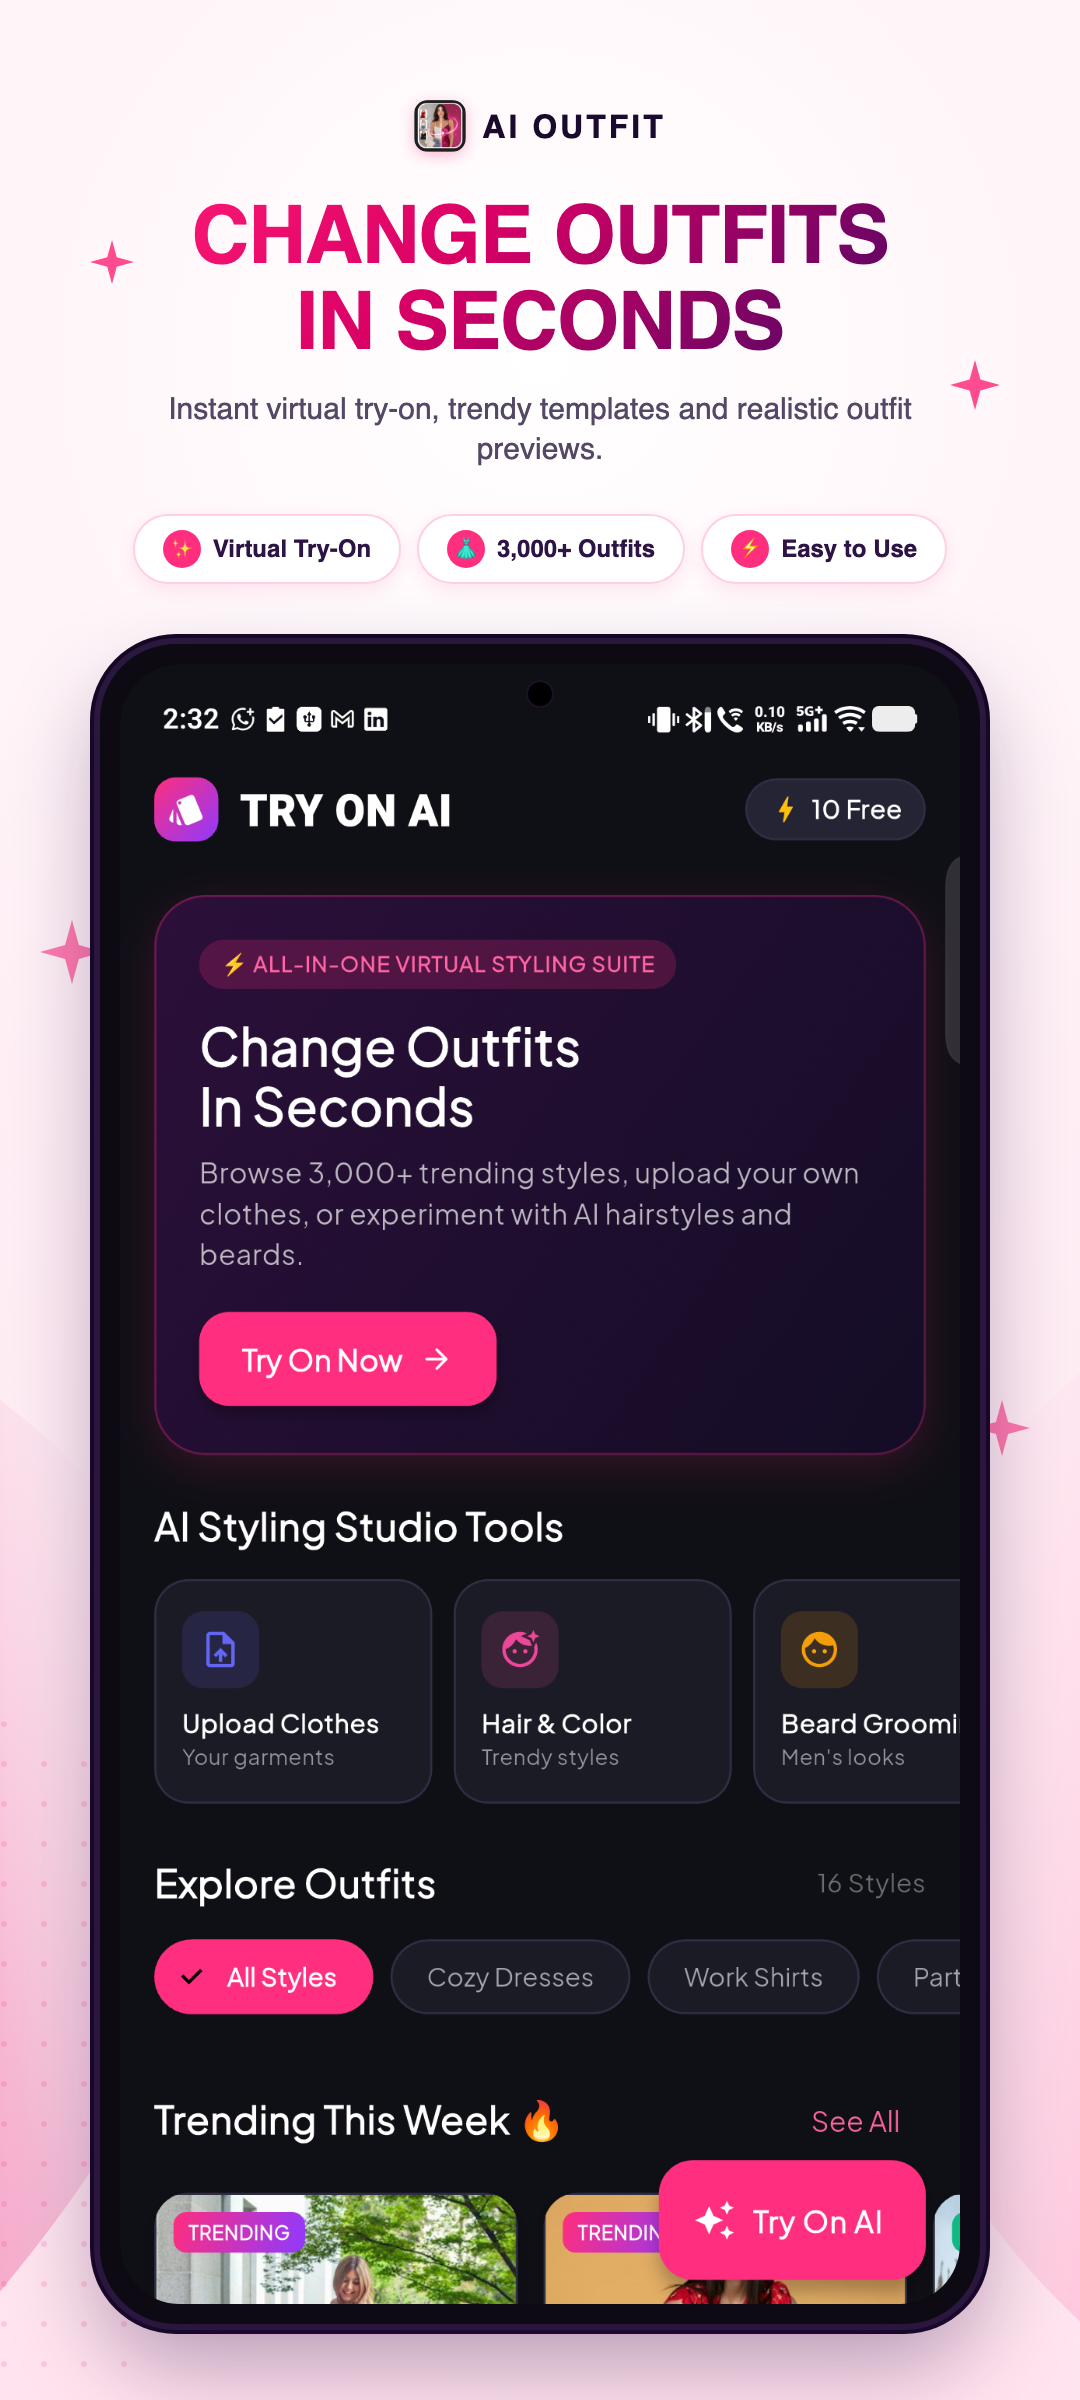 AI OUTFIT
CHANGE OUTFITS
IN SECONDS
Instant virtual try-on, trendy templates and realistic outfit
previews.
✨ Virtual Try-On
👗 3,000+ Outfits
⚡ Easy to Use
2:32
0.10 KB/s
5G+
TRY ON AI
⚡ 10 Free
⚡ ALL-IN-ONE VIRTUAL STYLING SUITE
Change Outfits
In Seconds
Browse 3,000+ trending styles, upload your own
clothes, or experiment with AI hairstyles and
beards.
Try On Now →
AI Styling Studio Tools
Upload Clothes
Your garments
Hair & Color
Trendy styles
Beard Groomi
Men's looks
Explore Outfits
16 Styles
All Styles
Cozy Dresses
Work Shirts
Part
Trending This Week 🔥
See All
TRENDING
TRENDIN
Try On AI